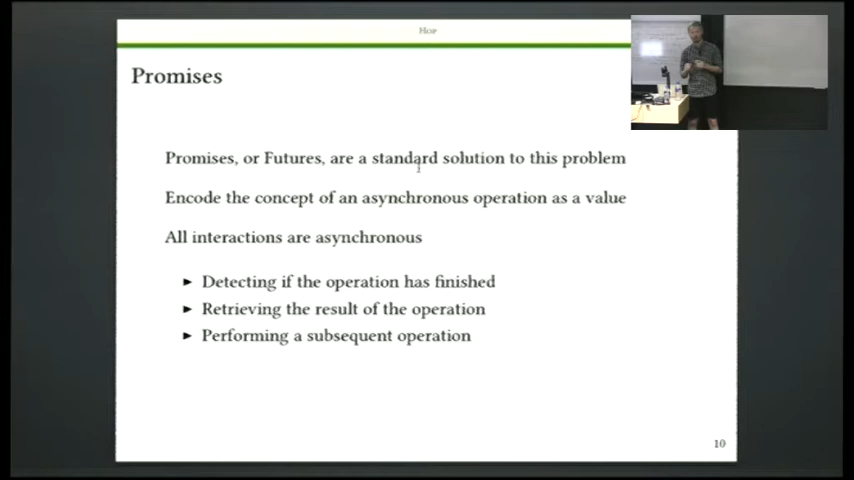 Hop
Promises
Promises, or Futures, are a standard solution to this problem
Encode the concept of an asynchronous operation as a value
All interactions are asynchronous
► Detecting if the operation has finished
► Retrieving the result of the operation
► Performing a subsequent operation
10